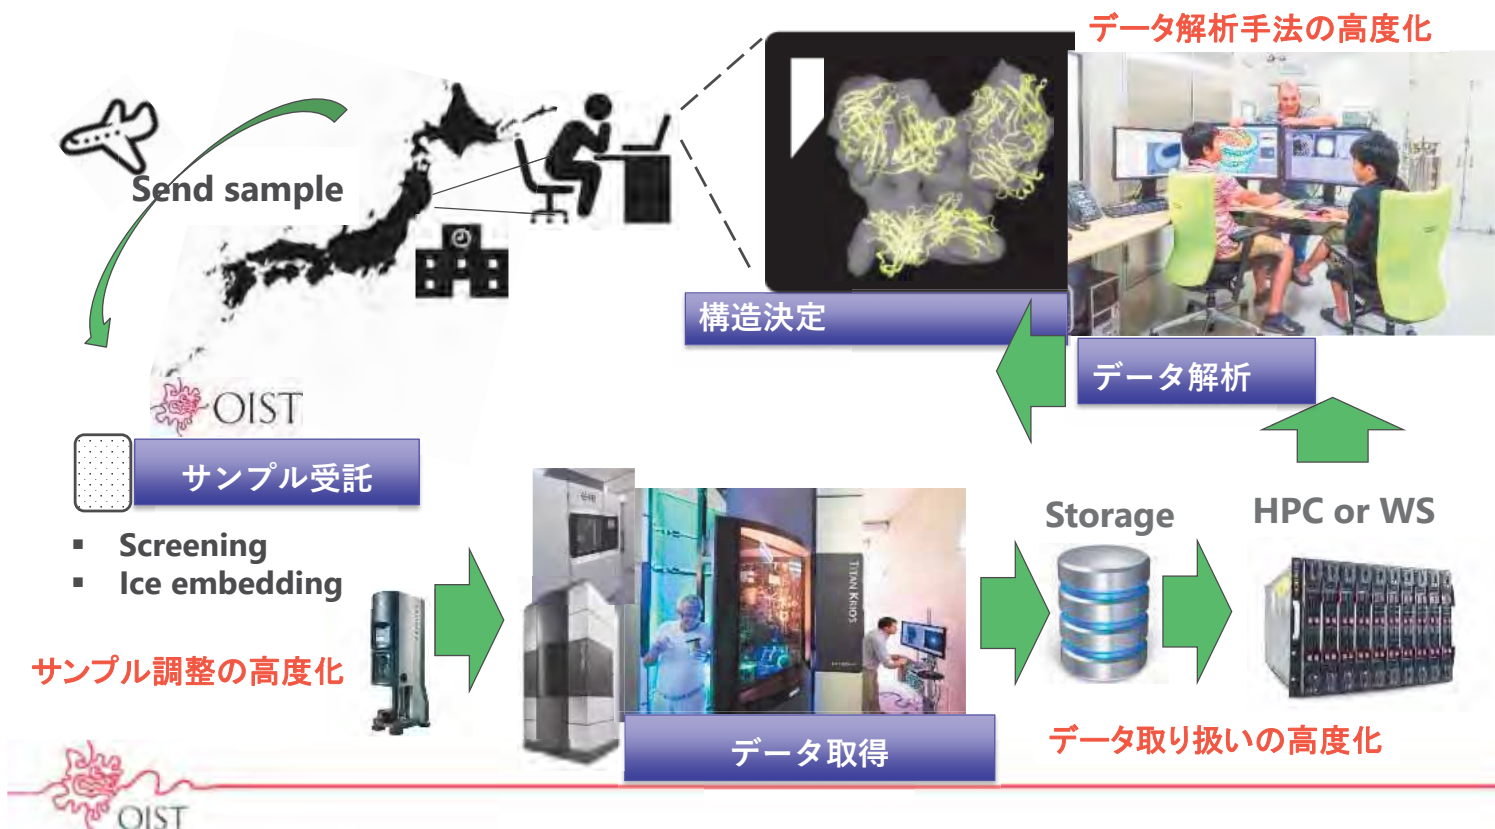 データ解析手法の高度化
Send sample
構造決定
データ解析
OIST
サンプル受託
Screening
Ice embedding
サンプル調整の高度化
TITAN KRIOS
データ取得
Storage
HPC or WS
データ取り扱いの高度化
OIST